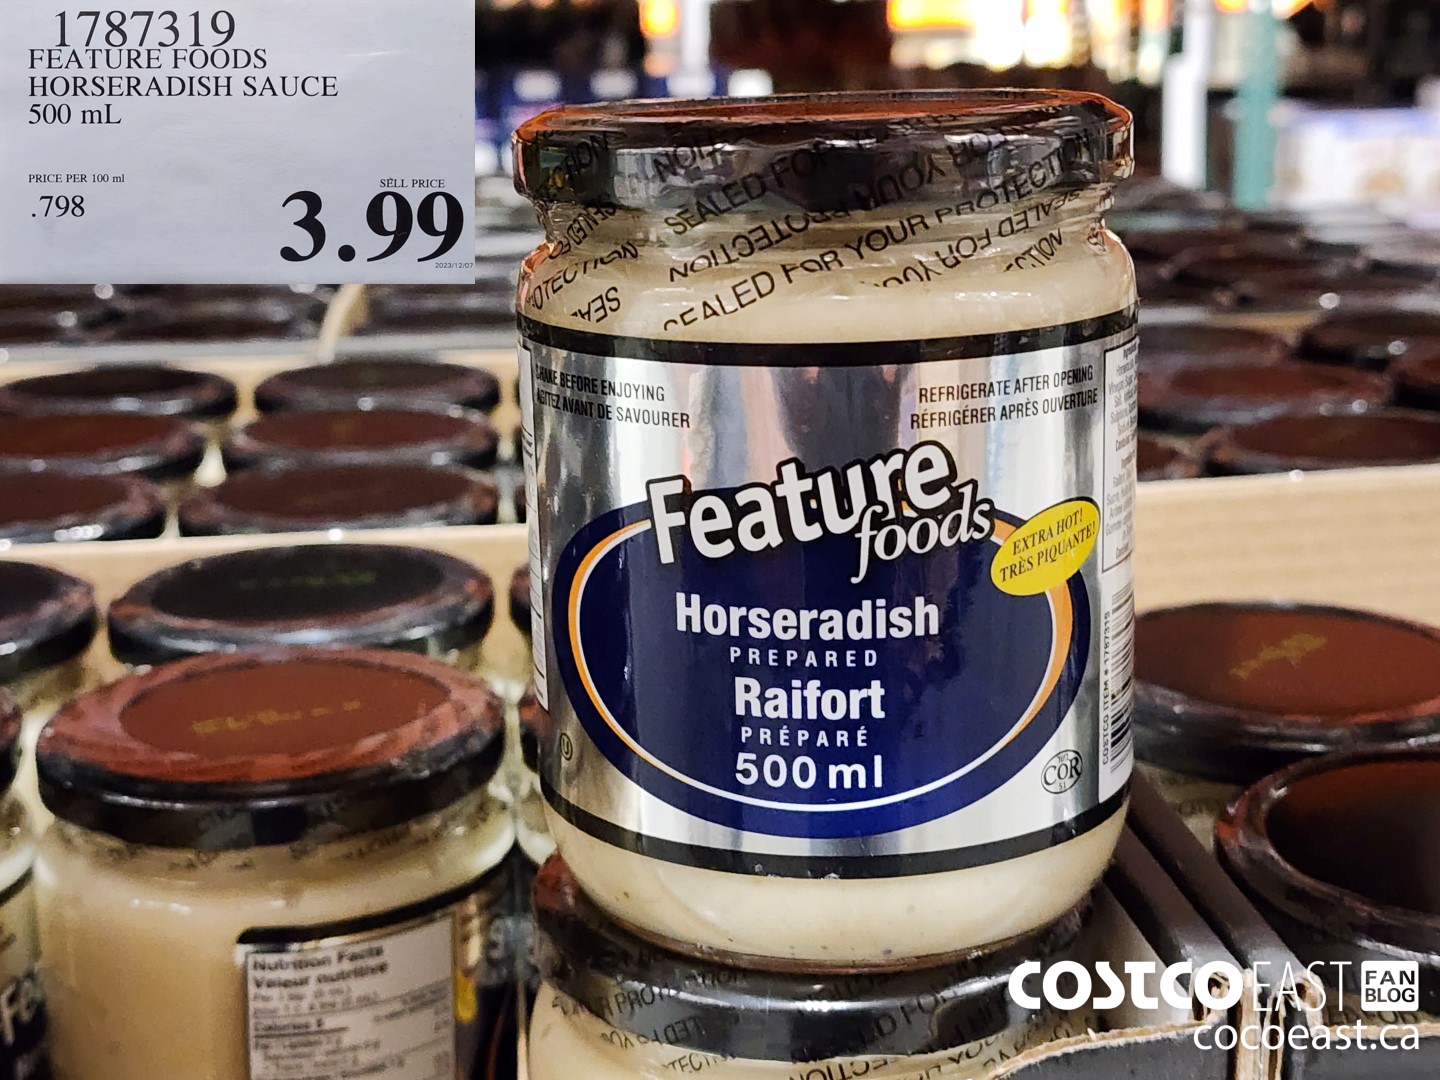 1787319
FEATURE FOODS
HORSERADISH SAUCE
500 mL
PRICE PER 100 ml
.798
SELL PRICE
3.99
2023/12/07
SEALED FOR YOUR PROTECTION
SHAKE BEFORE ENJOYING
AGITEZ AVANT DE SAVOURER
REFRIGERATE AFTER OPENING
RÉFRIGÉRER APRÈS OUVERTURE
Feature
foods
EXTRA HOT!
TRÈS PIQUANTE!
Horseradish
PREPARED
Raifort
PRÉPARÉ
500 ml
U
COR
COSTCO ITEM # 1787319
Nutrition Facts
Valeur nutritive
COSTCO EAST FAN
BLOG
cocoeast.ca